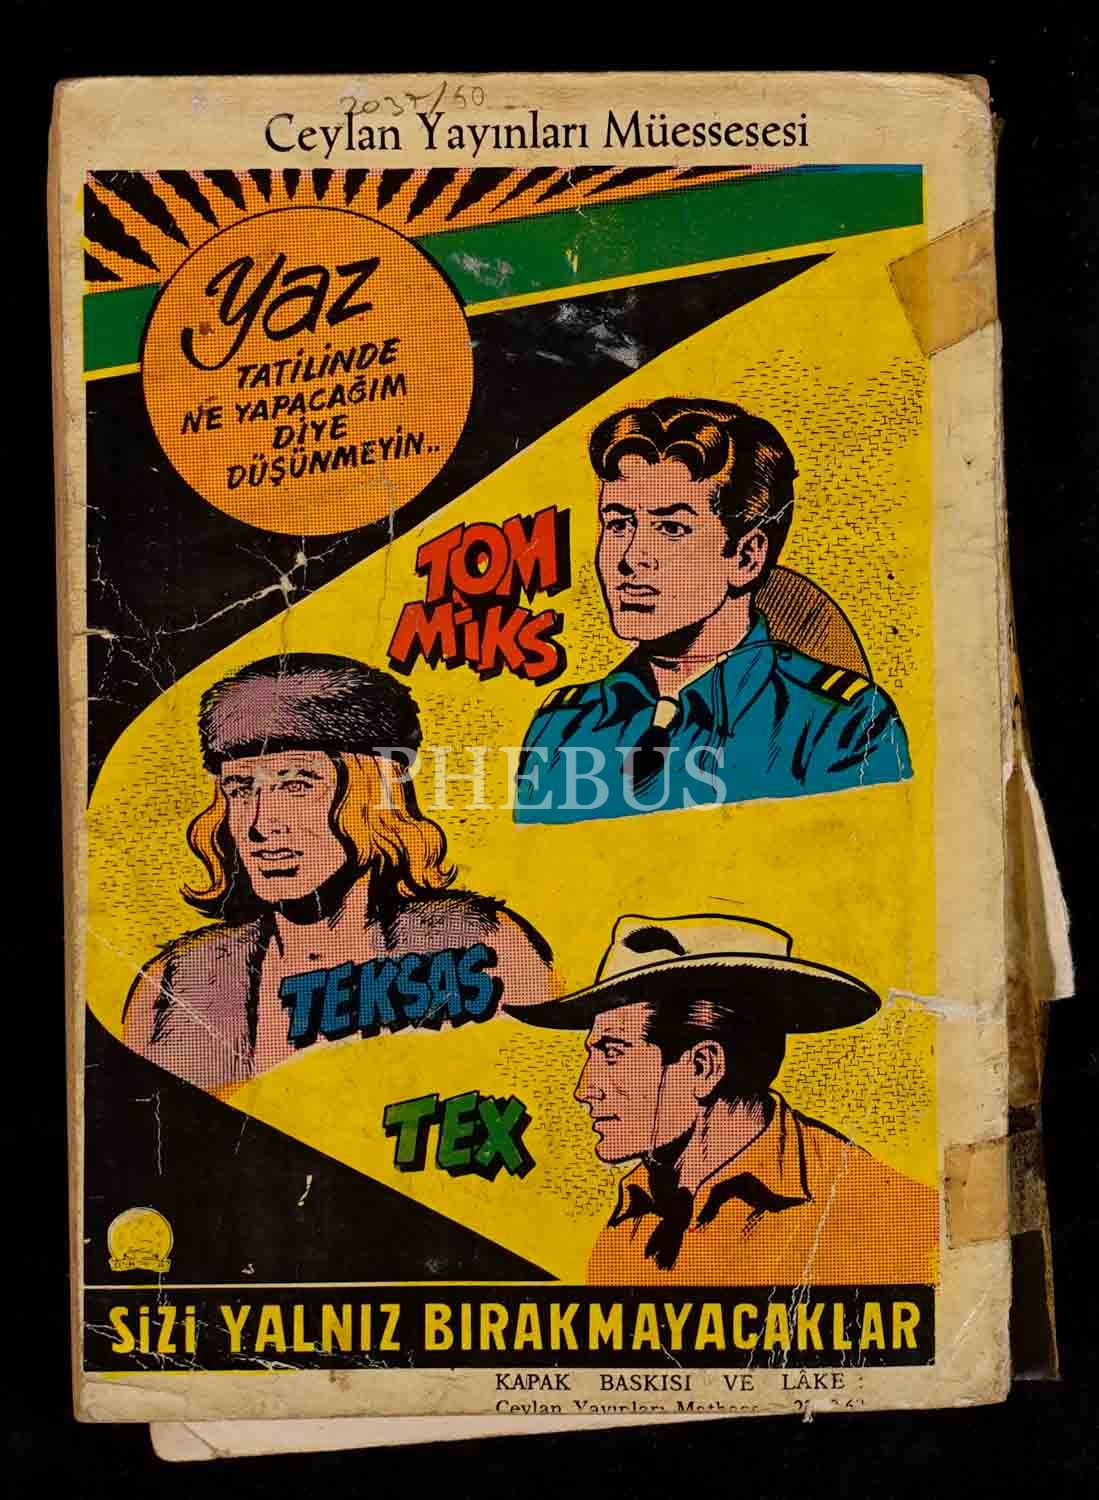 2037/60
Ceylan Yayınları Müessesesi
Yaz
TATİLİNDE
NE YAPACAĞIM
DİYE
DÜŞÜNMEYİN..
TOM
MİKS
PHEBUS
TEKSAS
TEX
SİZİ YALNIZ BIRAKMAYACAKLAR
KAPAK BASKISI VE LÂKE :
Ceylan Yayınları